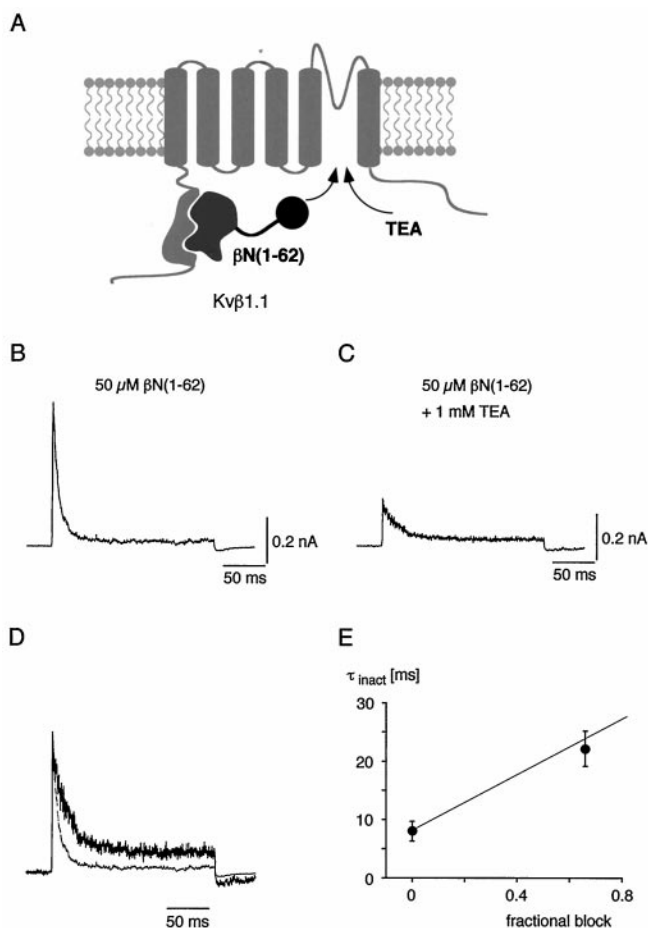 A
TEA
βN(1-62)
Kvβ1.1
B
50 μM βN(1-62)
0.2 nA
50 ms
C
50 μM βN(1-62)
+ 1 mM TEA
0.2 nA
50 ms
D
50 ms
E
τ inact [ms]
30
20
10
0
0 0.4 0.8
fractional block